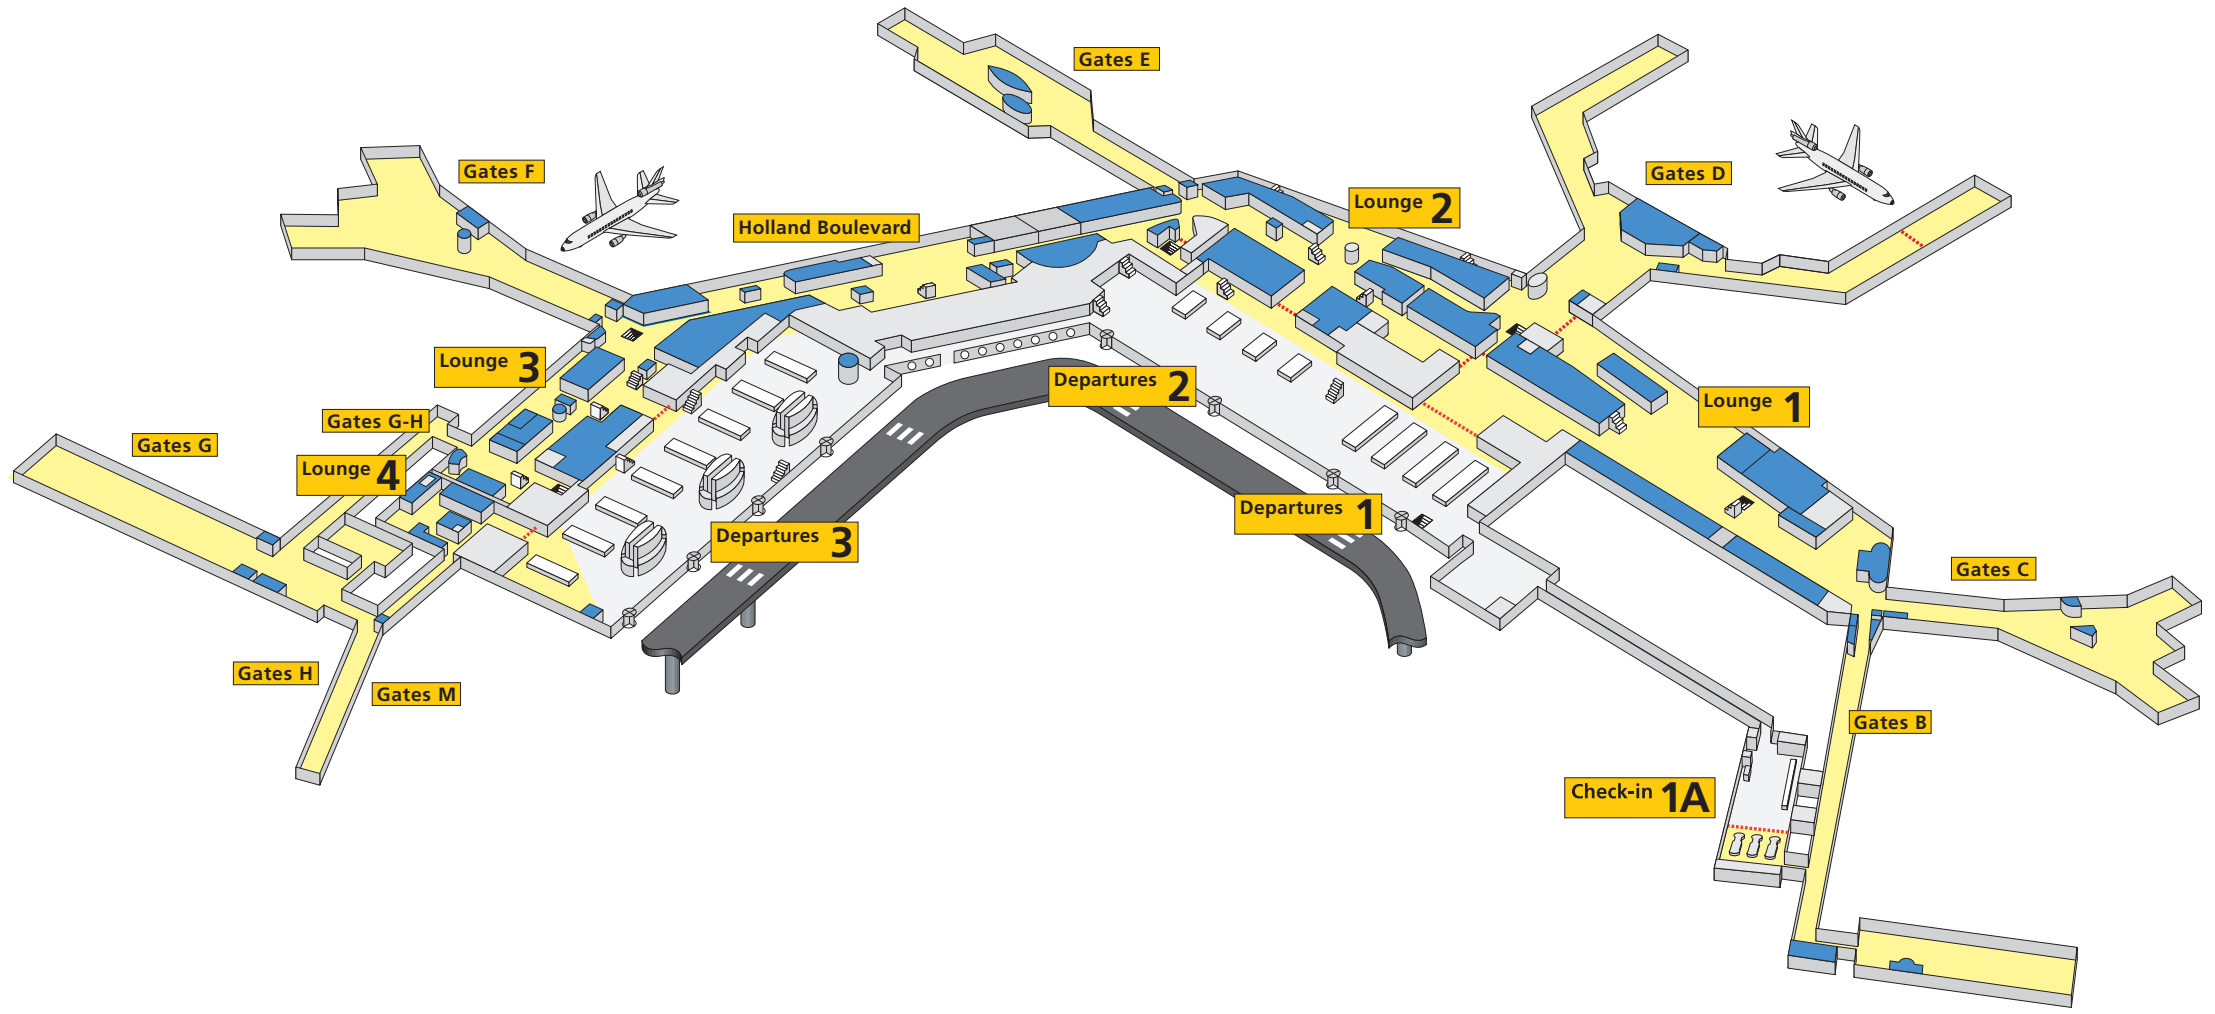 Gates E
Gates F
Gates D
Lounge 2
Holland Boulevard
Lounge 3
Departures 2
Lounge 1
Gates G-H
Gates G
Lounge 4
Departures 1
Departures 3
Gates C
Gates H
Gates M
Gates B
Check-in 1A